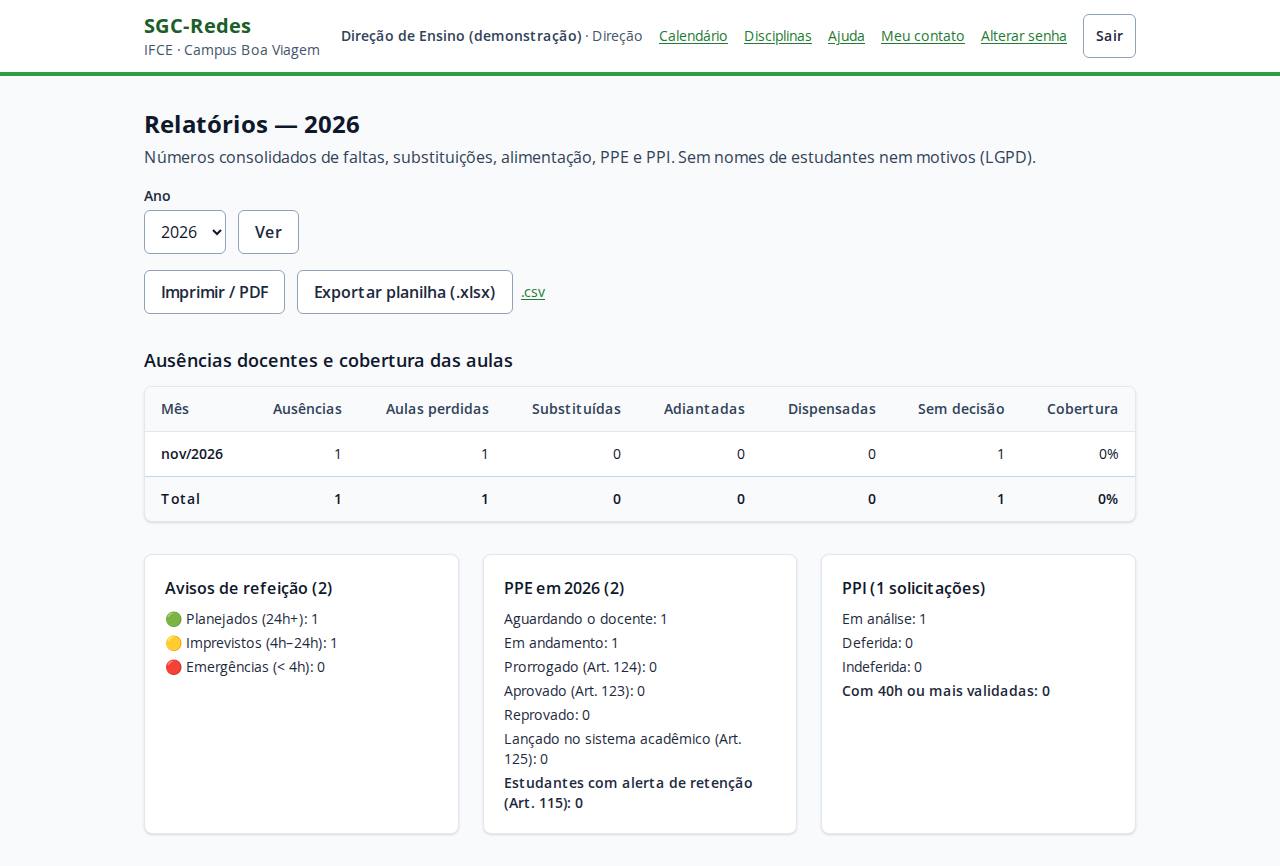 SGC-Redes
IFCE · Campus Boa Viagem
Direção de Ensino (demonstração) · Direção Calendário Disciplinas Ajuda Meu contato Alterar senha Sair
Relatórios — 2026
Números consolidados de faltas, substituições, alimentação, PPE e PPI. Sem nomes de estudantes nem motivos (LGPD).
Ano
2026 Ver
Imprimir / PDF Exportar planilha (.xlsx) .csv
Ausências docentes e cobertura das aulas
Mês Ausências Aulas perdidas Substituídas Adiantadas Dispensadas Sem decisão Cobertura
nov/2026 1 1 0 0 0 1 0%
Total 1 1 0 0 0 1 0%
Avisos de refeição (2)
🟢 Planejados (24h+): 1
🟡 Imprevistos (4h–24h): 1
🔴 Emergências (< 4h): 0
PPE em 2026 (2)
Aguardando o docente: 1
Em andamento: 1
Prorrogado (Art. 124): 0
Aprovado (Art. 123): 0
Reprovado: 0
Lançado no sistema acadêmico (Art.
125): 0
Estudantes com alerta de retenção
(Art. 115): 0
PPI (1 solicitações)
Em análise: 1
Deferida: 0
Indeferida: 0
Com 40h ou mais validadas: 0